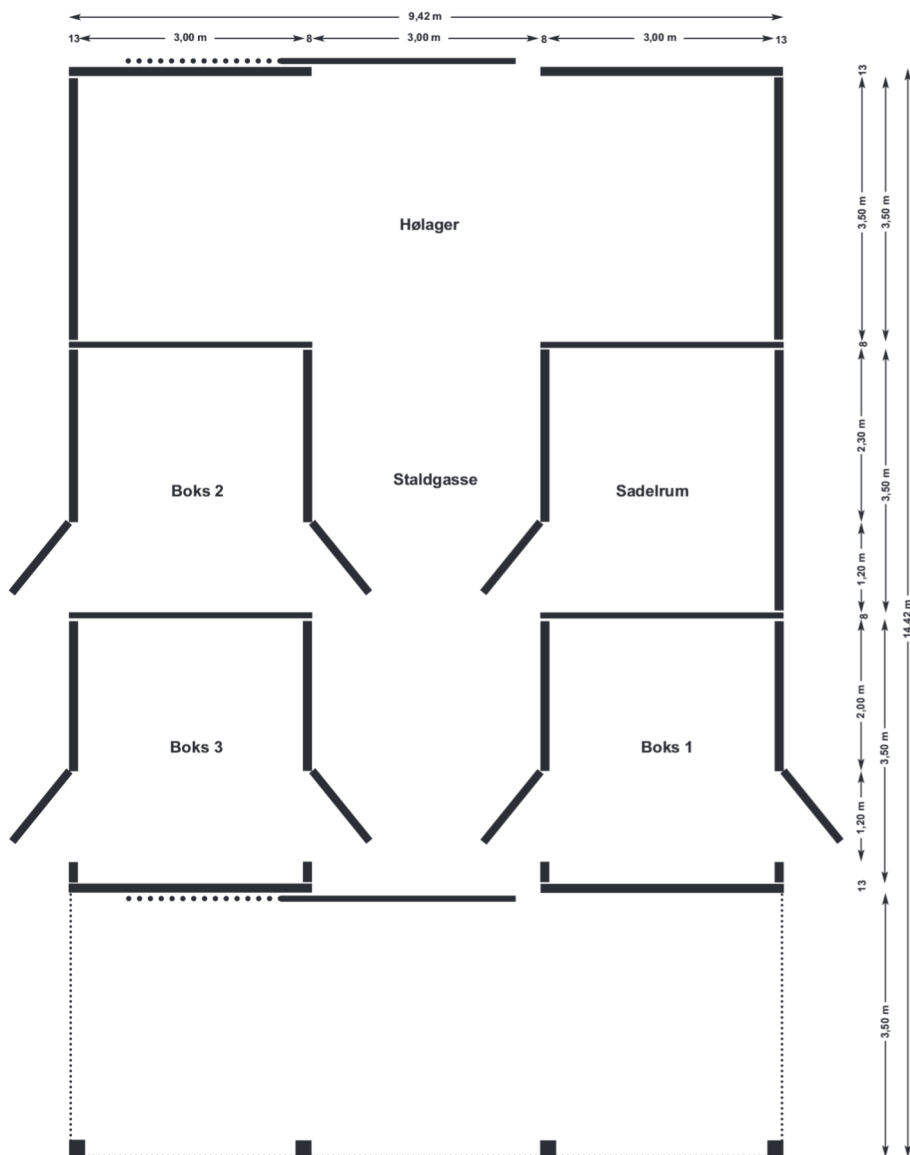 9,42 m
13 3,00 m 8 3,00 m 8 3,00 m 13
13
3,50 m
3,50 m
Hølager
8
2,30 m
3,50 m
Staldgasse
Boks 2
Sadelrum
1,20 m
8
14,42 m
2,00 m
3,50 m
Boks 3
Boks 1
1,20 m
13
3,50 m